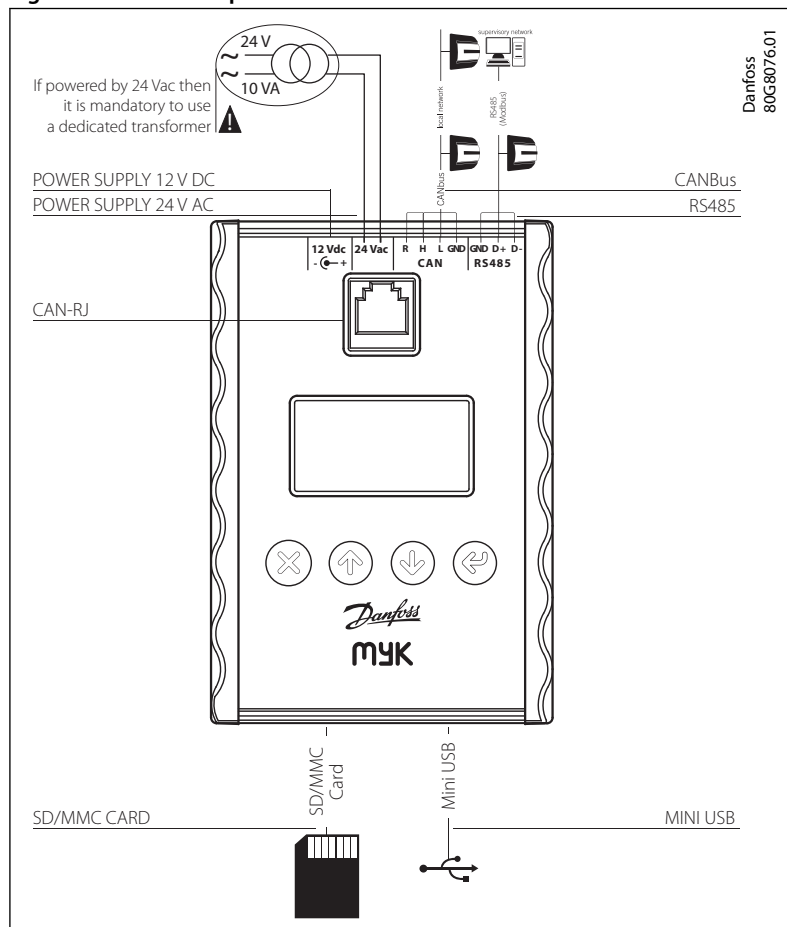 24 V
10 VA
If powered by 24 Vac then
it is mandatory to use
a dedicated transformer
supervisory network
local network
RS485
(Modbus)
CANbus
Danfoss
80G8076.01
POWER SUPPLY 12 V DC
CANBus
POWER SUPPLY 24 V AC
RS485
12 Vdc
- +
24 Vac
R H L GND
CAN
GND D+ D-
RS485
CAN-RJ
Danfoss
MYK
SD/MMC
Card
Mini USB
SD/MMC CARD
MINI USB